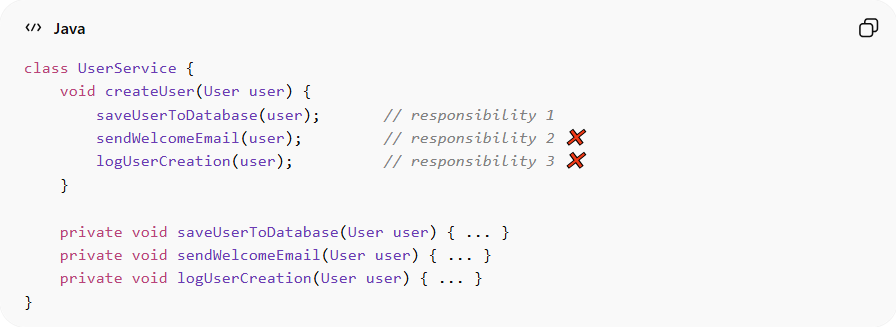 </> Java
class UserService {
    void createUser(User user) {
        saveUserToDatabase(user);       // responsibility 1
        sendWelcomeEmail(user);         // responsibility 2 ❌
        logUserCreation(user);          // responsibility 3 ❌
    }
    private void saveUserToDatabase(User user) { ... }
    private void sendWelcomeEmail(User user) { ... }
    private void logUserCreation(User user) { ... }
}